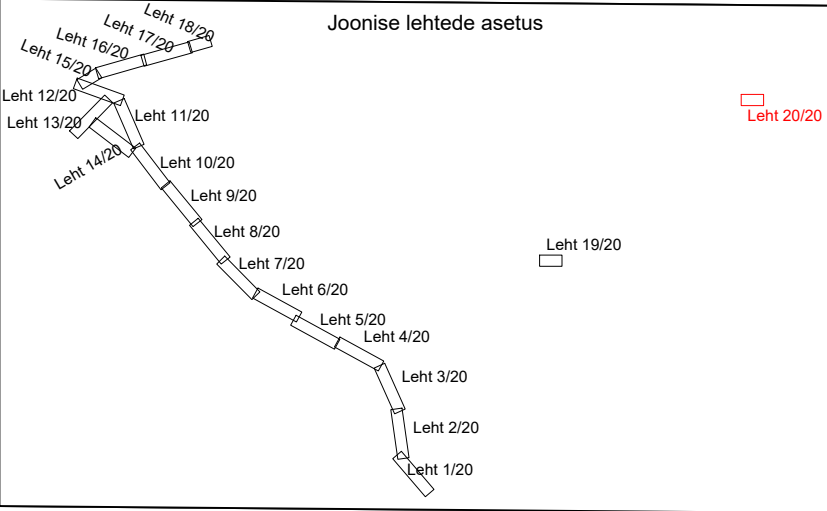 Joonise lehtede asetus
Leht 18/20
Leht 17/20
Leht 16/20
Leht 15/20
Leht 12/20
Leht 13/20
Leht 11/20
Leht 14/20
Leht 10/20
Leht 9/20
Leht 8/20
Leht 7/20
Leht 6/20
Leht 5/20
Leht 4/20
Leht 3/20
Leht 2/20
Leht 1/20
Leht 19/20
Leht 20/20